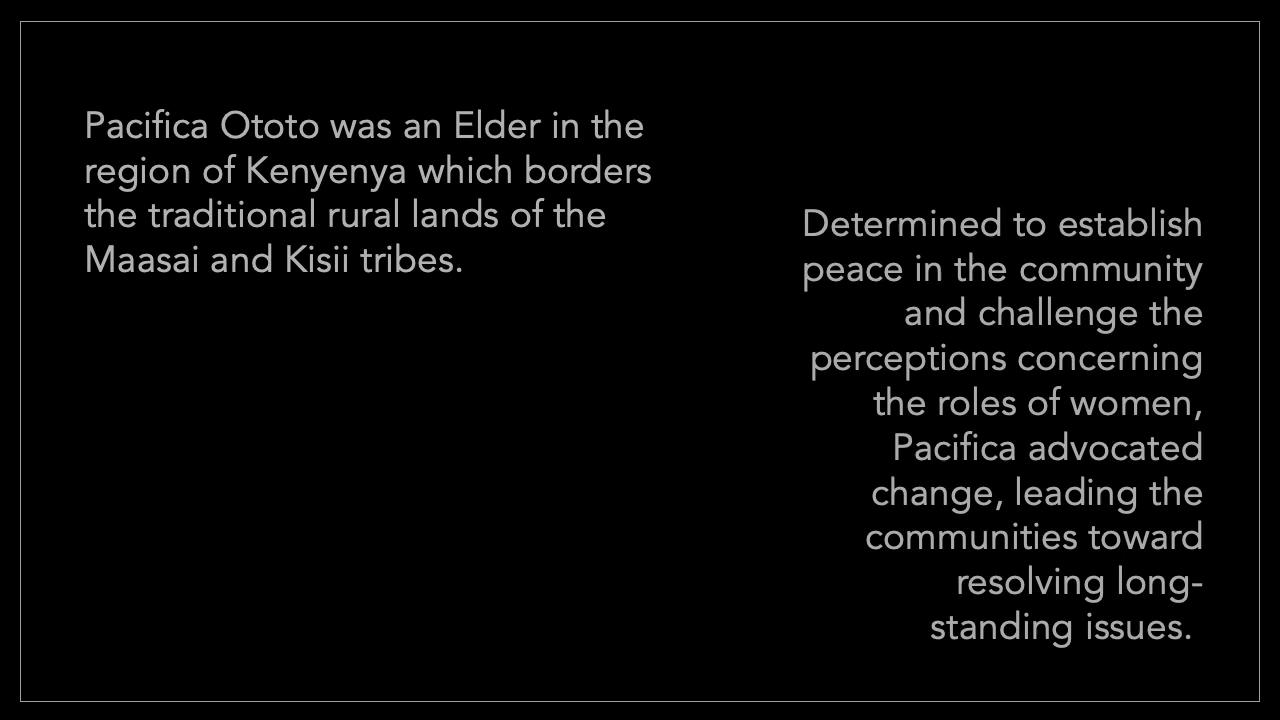 Pacifica Ototo was an Elder in the
region of Kenyenya which borders
the traditional rural lands of the
Maasai and Kisii tribes.
Determined to establish
peace in the community
and challenge the
perceptions concerning
the roles of women,
Pacifica advocated
change, leading the
communities toward
resolving long-
standing issues.